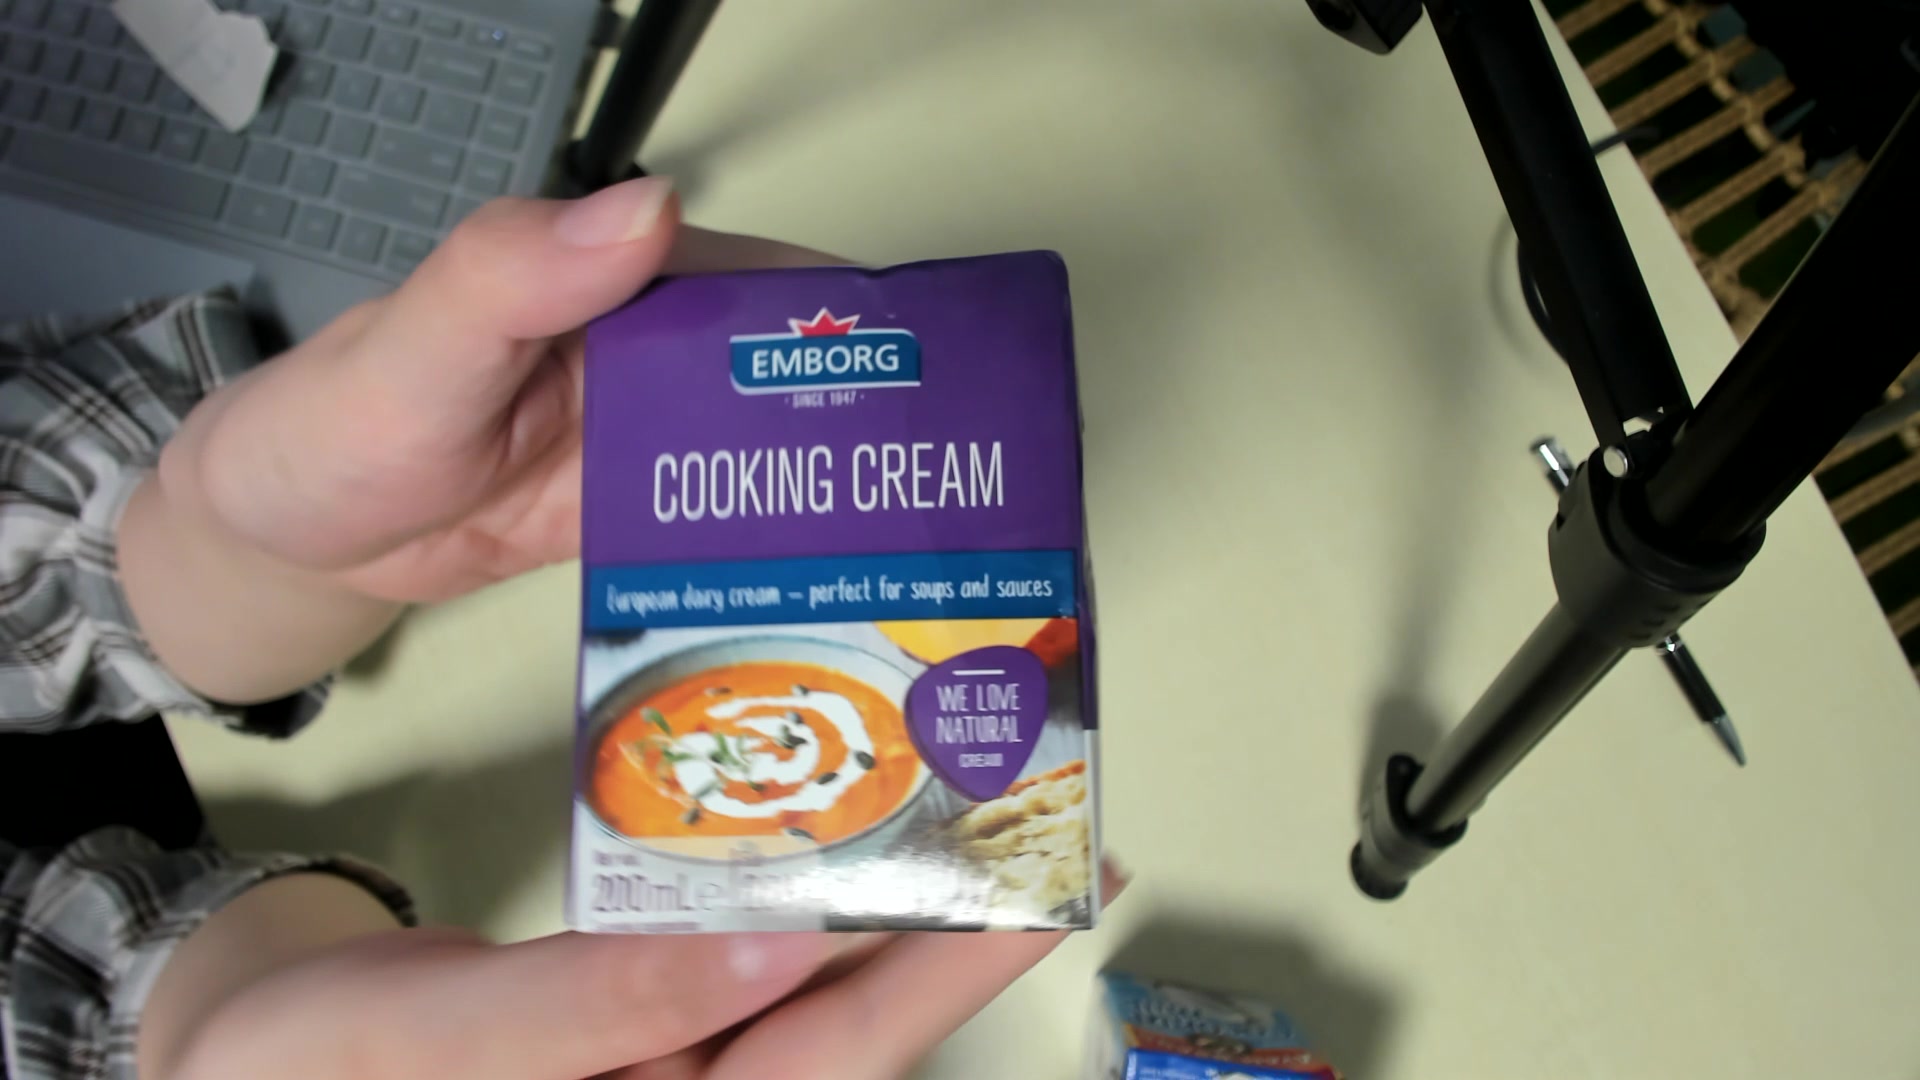 EMBORG
· SINCE 1947 ·
COOKING CREAM
European dairy cream – perfect for soups and sauces
WE LOVE
NATURAL
CREAM
200mL e